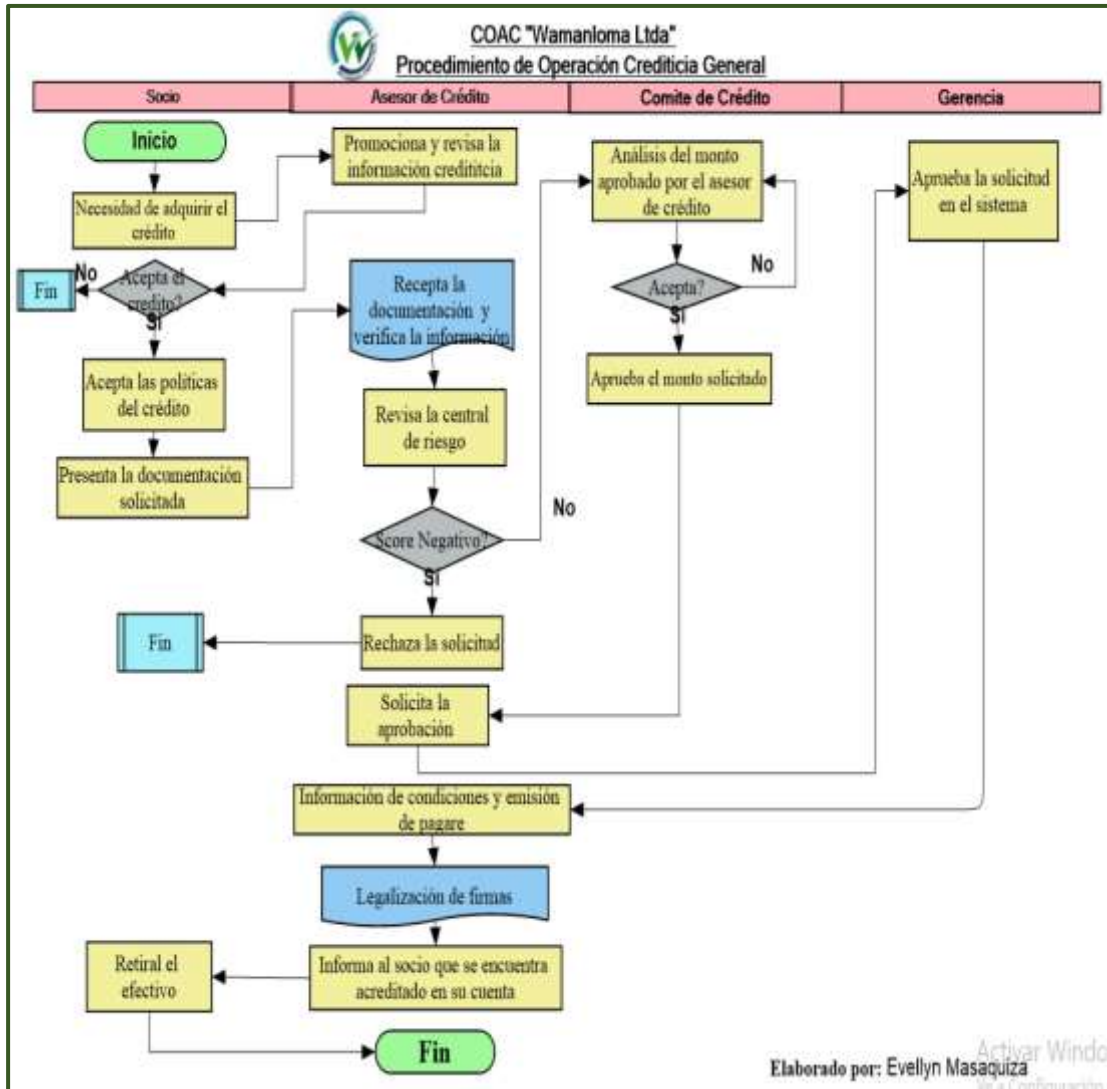 COAC "Wamanloma Ltda"
Procedimiento de Operación Crediticia General
Socio
Asesor de Crédito
Comite de Crédito
Gerencia
Inicio
Necesidad de adquirir el
crédito
Promociona y revisa la
información credititcia
Acepta el
credito?
No
Fin
Si
Acepta las políticas
del crédito
Presenta la documentación
solicitada
Recepta la
documentación y
verifica la información
Revisa la central
de riesgo
Score Negativo?
No
Si
Rechaza la solicitud
Fin
Análisis del monto
aprobado por el asesor
de crédito
Acepta?
No
Si
Aprueba el monto solicitado
Solicita la
aprobación
Aprueba la solicitud
en el sistema
Información de condiciones y emisión
de pagare
Legalización de firmas
Informa al socio que se encuentra
acreditado en su cuenta
Retiral el
efectivo
Fin
Elaborado por: Evellyn Masaquiza
Activar Windo